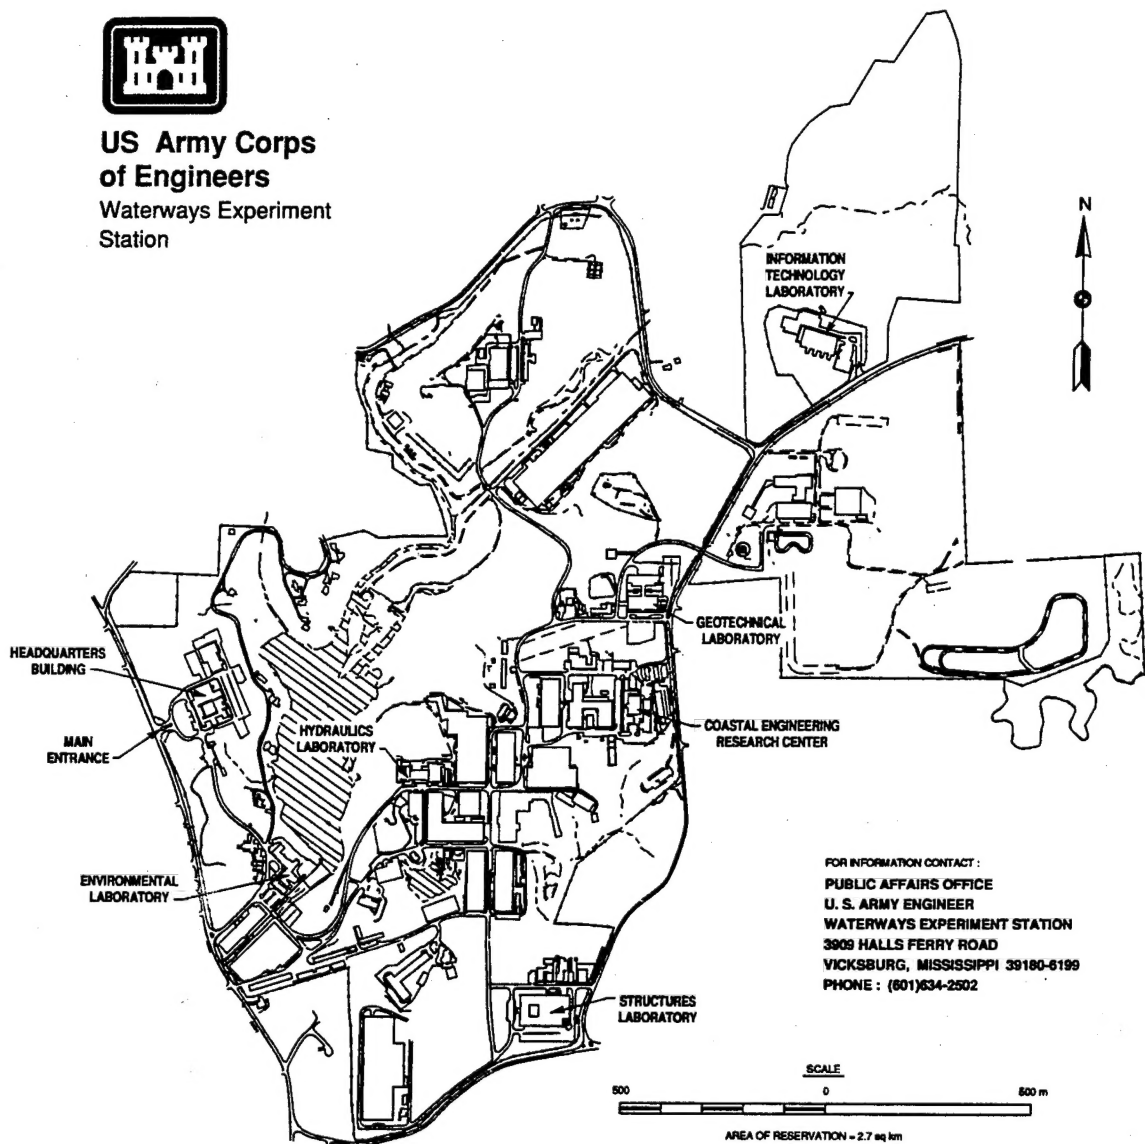 US Army Corps
of Engineers
Waterways Experiment
Station
N
INFORMATION
TECHNOLOGY
LABORATORY
GEOTECHNICAL
LABORATORY
HEADQUARTERS
BUILDING
MAIN
ENTRANCE
HYDRAULICS
LABORATORY
COASTAL ENGINEERING
RESEARCH CENTER
ENVIRONMENTAL
LABORATORY
STRUCTURES
LABORATORY
FOR INFORMATION CONTACT :
PUBLIC AFFAIRS OFFICE
U. S. ARMY ENGINEER
WATERWAYS EXPERIMENT STATION
3909 HALLS FERRY ROAD
VICKSBURG, MISSISSIPPI 39180-6199
PHONE : (601)634-2502
SCALE
500 0 500 m
AREA OF RESERVATION = 2.7 sq km